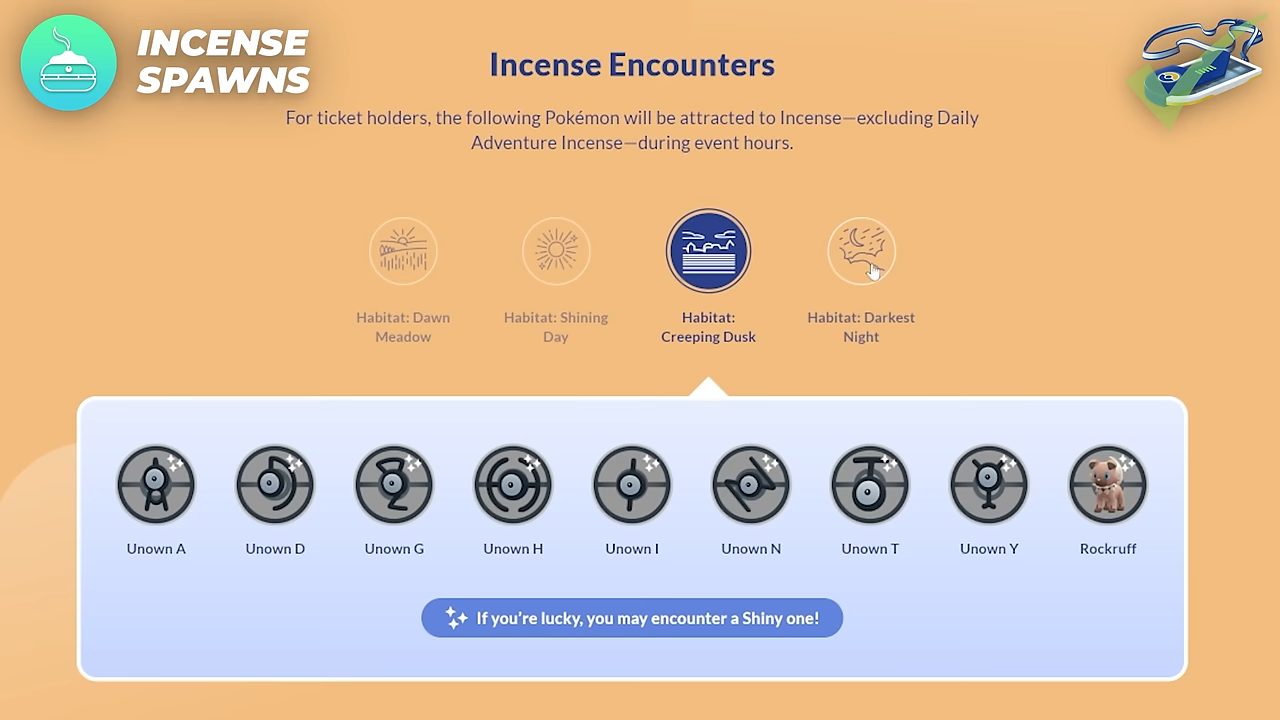 INCENSE
SPAWNS
Incense Encounters
For ticket holders, the following Pokémon will be attracted to Incense—excluding Daily
Adventure Incense—during event hours.
Habitat: Dawn
Meadow
Habitat: Shining
Day
Habitat:
Creeping Dusk
Habitat: Darkest
Night
Unown A
Unown D
Unown G
Unown H
Unown I
Unown N
Unown T
Unown Y
Rockruff
If you're lucky, you may encounter a Shiny one!